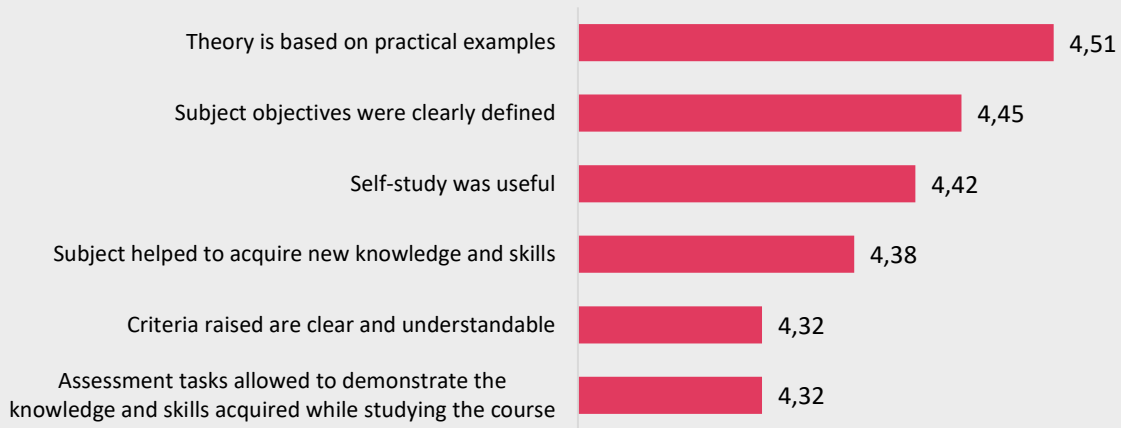 Theory is based on practical examples 4,51
Subject objectives were clearly defined 4,45
Self-study was useful 4,42
Subject helped to acquire new knowledge and skills 4,38
Criteria raised are clear and understandable 4,32
Assessment tasks allowed to demonstrate the
knowledge and skills acquired while studying the course 4,32